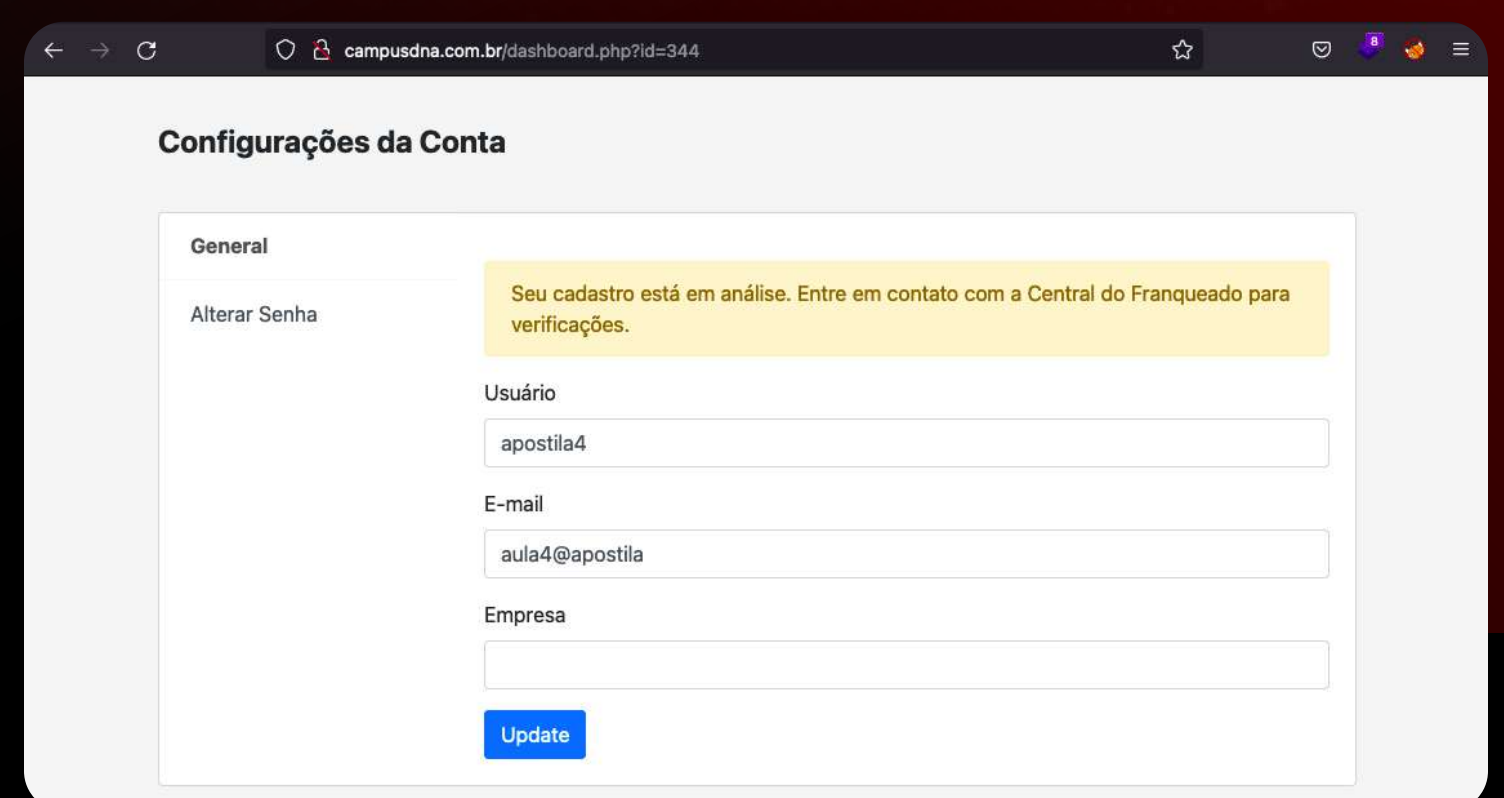 campusdna.com.br/dashboard.php?id=344
8
Configurações da Conta
General
Alterar Senha
Seu cadastro está em análise. Entre em contato com a Central do Franqueado para
verificações.
Usuário
apostila4
E-mail
aula4@apostila
Empresa
Update